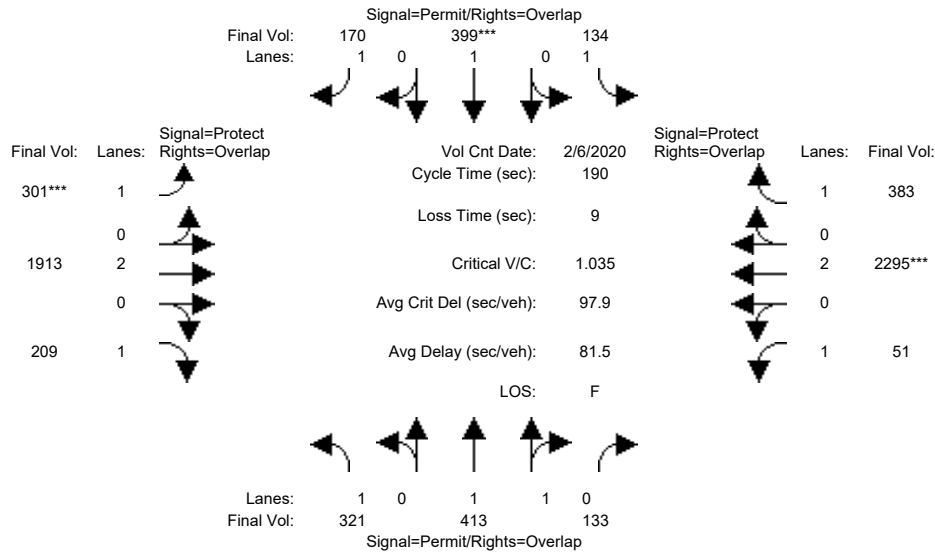 Signal=Permit/Rights=Overlap
Final Vol: 170 399*** 134
Lanes: 1 0 1 0 1
Signal=Protect Signal=Protect
Final Vol: Lanes: Rights=Overlap Vol Cnt Date: 2/6/2020 Rights=Overlap Lanes: Final Vol:
Cycle Time (sec): 190
301*** 1 1 383
Loss Time (sec): 9
0 0
1913 2 Critical V/C: 1.035 2 2295***
0 Avg Crit Del (sec/veh): 97.9 0
209 1 Avg Delay (sec/veh): 81.5 1 51
LOS: F
Lanes: 1 0 1 1 0
Final Vol: 321 413 133
Signal=Permit/Rights=Overlap